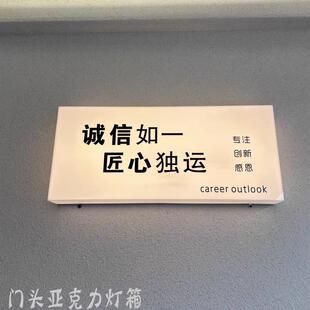 诚信如一
匠心独运
专注
创新
感恩
career outlook
门头亚克力灯箱